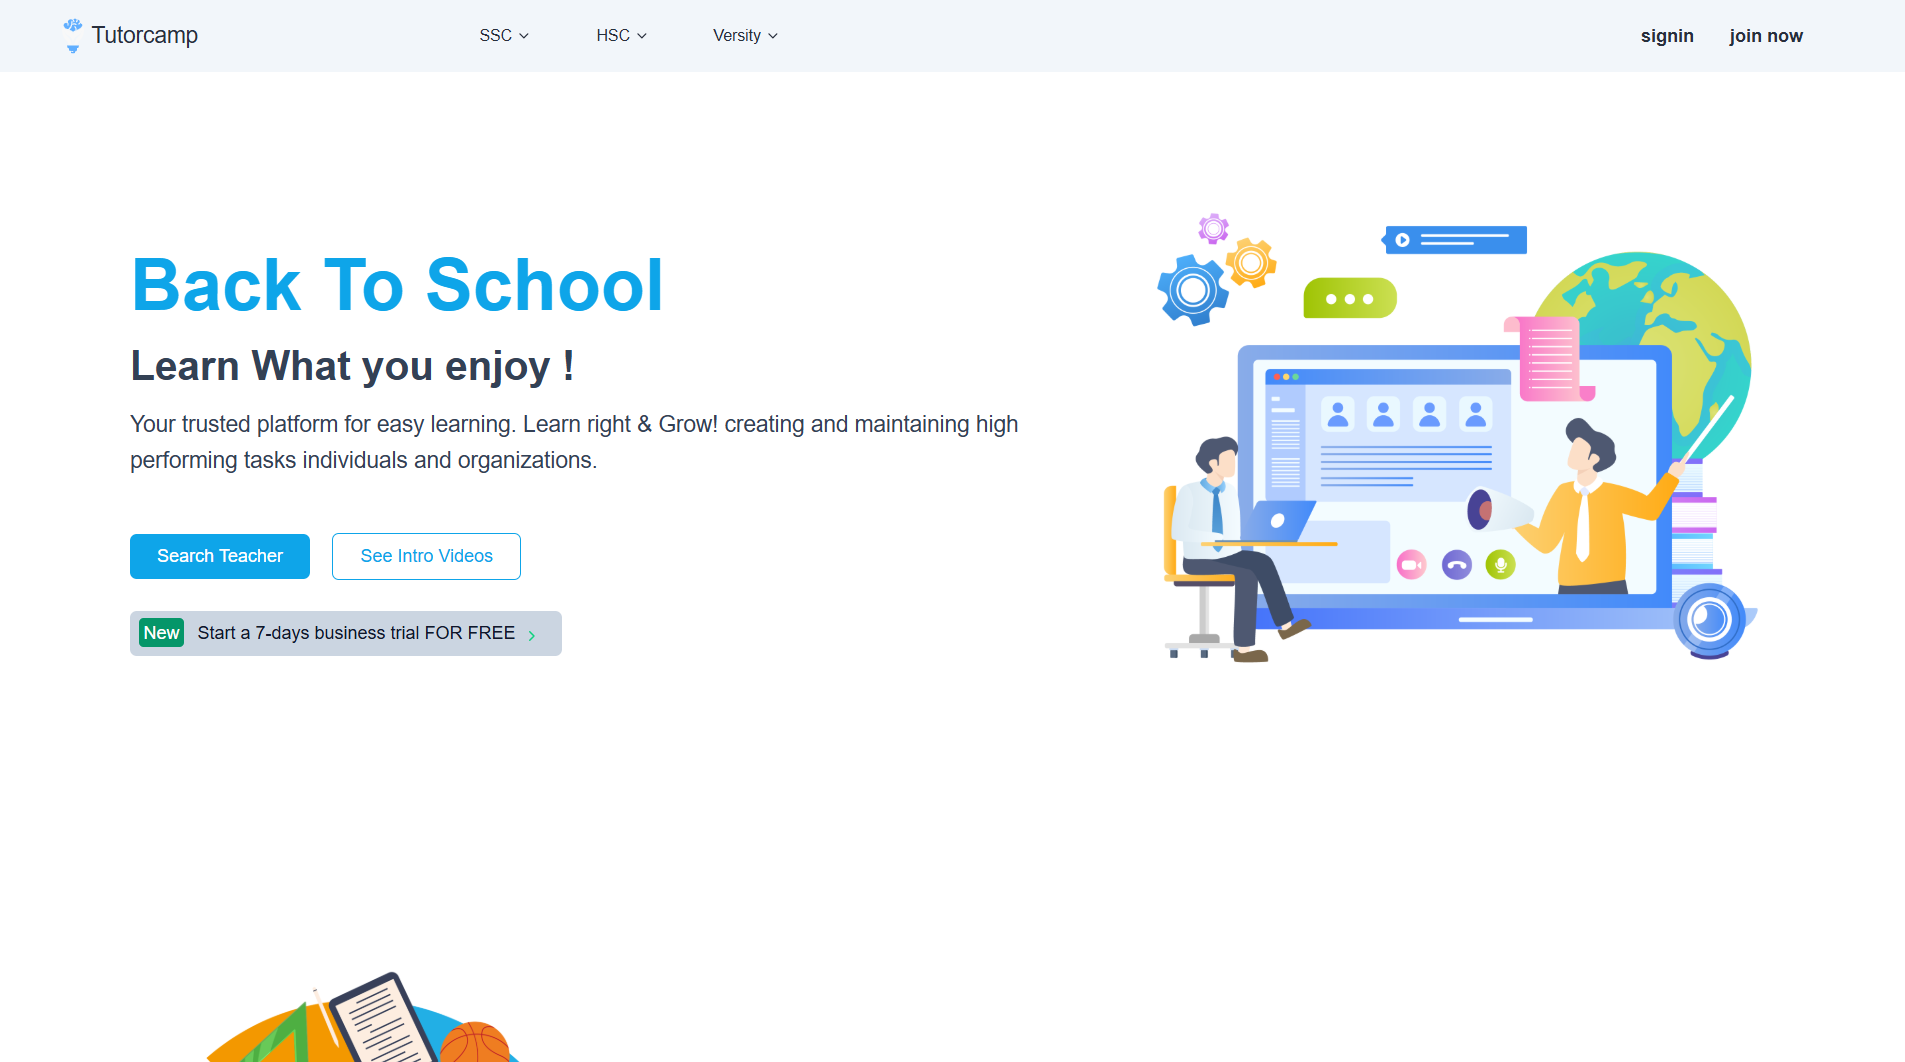 Tutorcamp
SSC
HSC
Versity
signin
join now
Back To School
Learn What you enjoy !
Your trusted platform for easy learning. Learn right & Grow! creating and maintaining high
performing tasks individuals and organizations.
Search Teacher
See Intro Videos
New Start a 7-days business trial FOR FREE